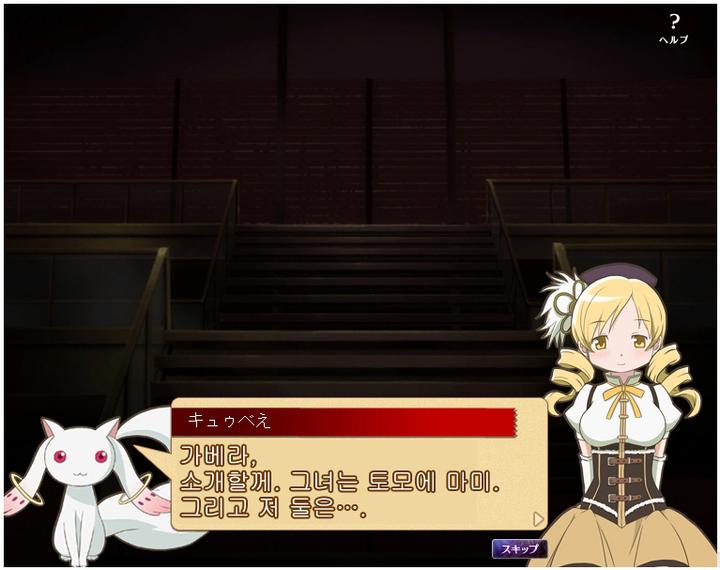 ?
ヘルプ
キュゥべえ
가베라,
소개할께. 그녀는 토모에 마미.
그리고 저 둘은….
スキップ